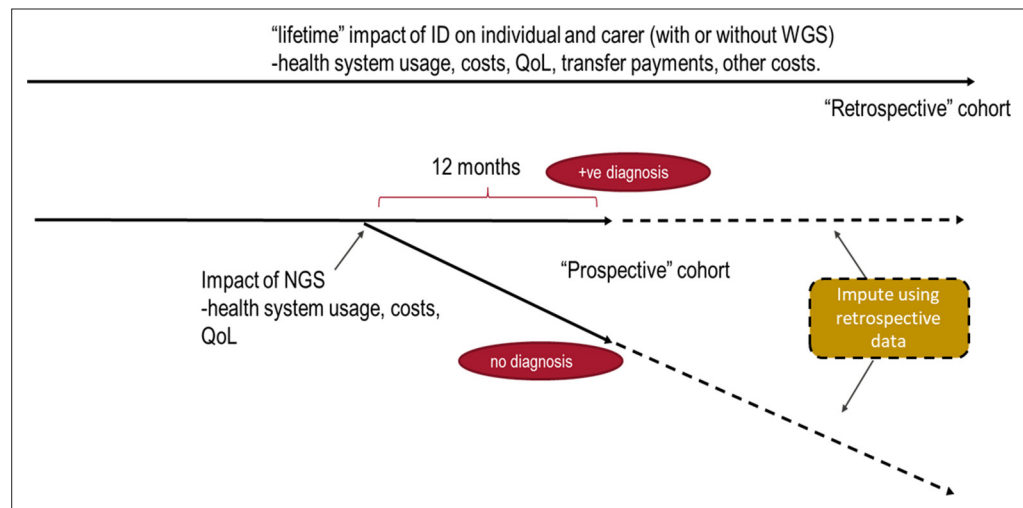 “lifetime” impact of ID on individual and carer (with or without WGS)
-health system usage, costs, QoL, transfer payments, other costs.
“Retrospective” cohort
12 months
+ve diagnosis
Impact of NGS
-health system usage, costs,
QoL
“Prospective” cohort
no diagnosis
Impute using
retrospective
data